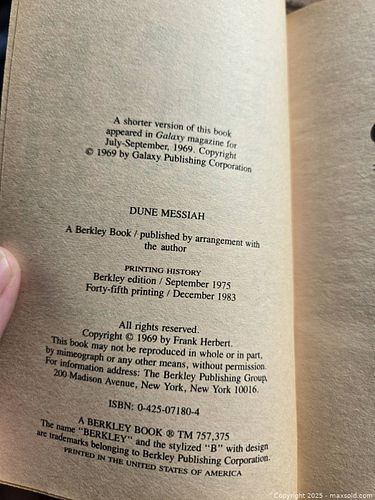 A shorter version of this book
appeared in Galaxy magazine for
July-September, 1969. Copyright
© 1969 by Galaxy Publishing Corporation
DUNE MESSIAH
A Berkley Book / published by arrangement with
the author
PRINTING HISTORY
Berkley edition / September 1975
Forty-fifth printing / December 1983
All rights reserved.
Copyright © 1969 by Frank Herbert.
This book may not be reproduced in whole or in part,
by mimeograph or any other means, without permission.
For information address: The Berkley Publishing Group,
200 Madison Avenue, New York, New York 10016.
ISBN: 0-425-07180-4
A BERKLEY BOOK ® TM 757,375
The name "BERKLEY" and the stylized "B" with design
are trademarks belonging to Berkley Publishing Corporation.
PRINTED IN THE UNITED STATES OF AMERICA
Copyright 2025 - maxsold.com